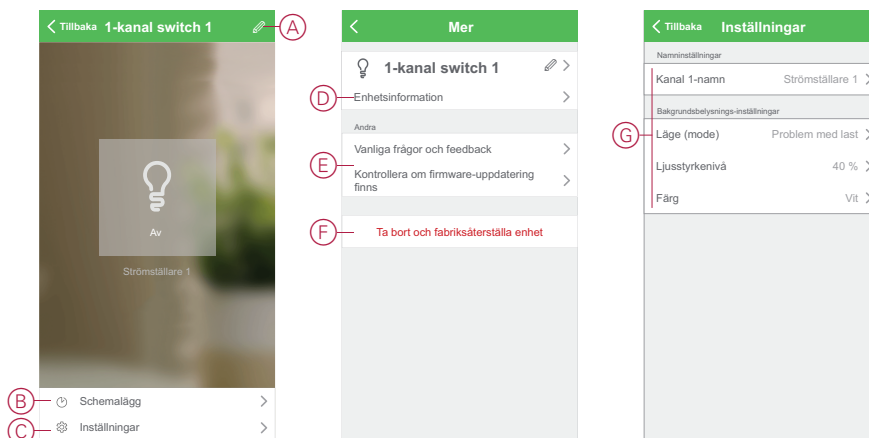 Tillbaka 1-kanal switch 1
A
Av
Strömställare 1
B
Schemalägg
C
Inställningar
Mer
1-kanal switch 1
D
Enhetsinformation
Andra
E
Vanliga frågor och feedback
Kontrollera om firmware-uppdatering
finns
F
Ta bort och fabriksåterställa enhet
Tillbaka Inställningar
Namninställningar
Kanal 1-namn Strömställare 1
Bakgrundsbelysnings-inställningar
G
Läge (mode) Problem med last
Ljusstyrkenivå 40 %
Färg Vit